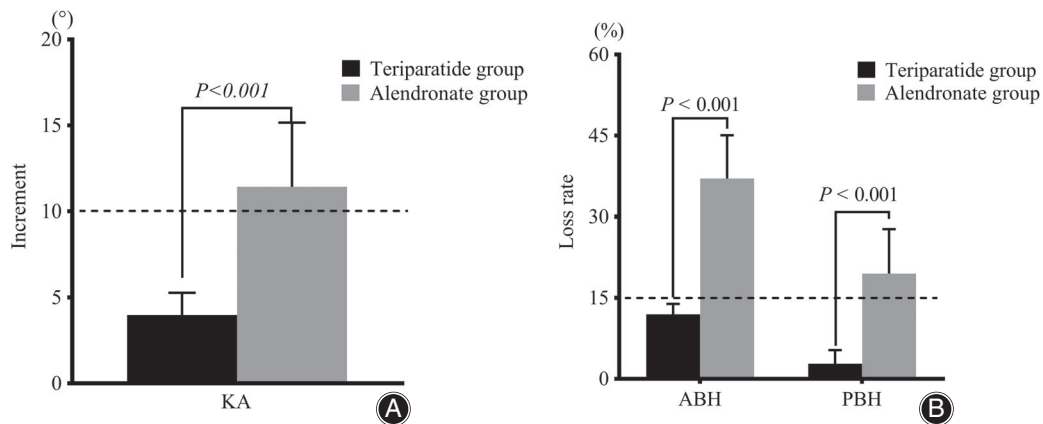 (°)
20
15
10
5
0
Increment
P<0.001
Teriparatide group
Alendronate group
KA
A
(%)
60
45
30
15
0
Loss rate
P < 0.001
P < 0.001
Teriparatide group
Alendronate group
ABH
PBH
B